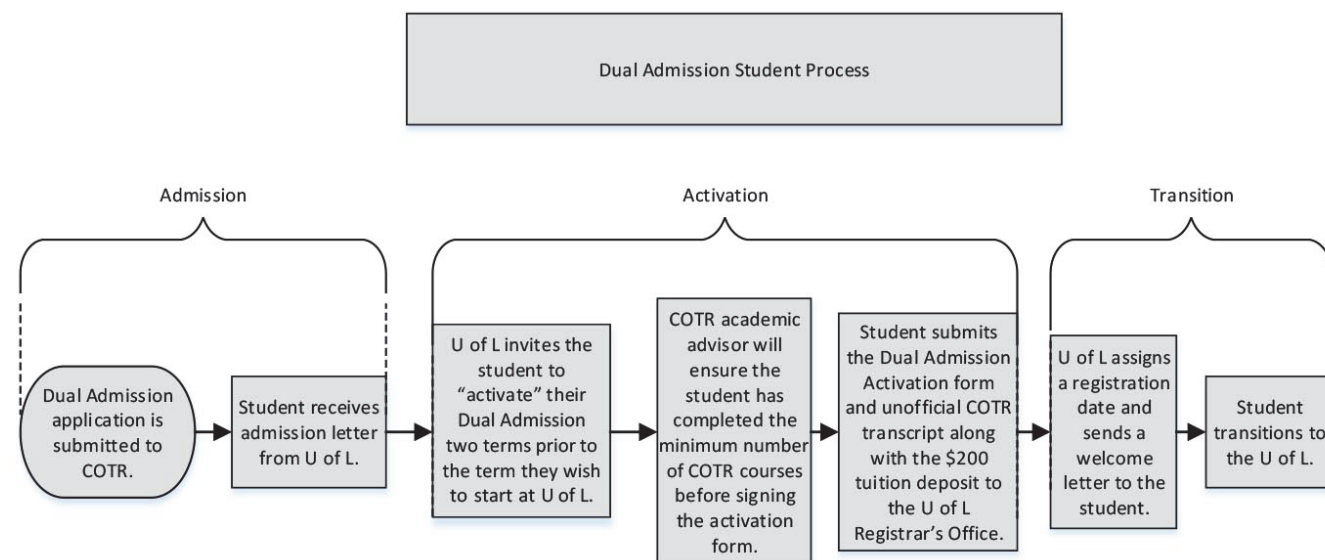 Dual Admission Student Process
Admission
Activation
Transition
Dual Admission
application is
submitted to
COTR.
Student receives
admission letter
from U of L.
U of L invites the
student to
“activate” their
Dual Admission
two terms prior to
the term they wish
to start at U of L.
COTR academic
advisor will
ensure the
student has
completed the
minimum number
of COTR courses
before signing
the activation
form.
Student submits
the Dual Admission
Activation form
and unofficial COTR
transcript along
with the $200
tuition deposit to
the U of L
Registrar’s Office.
U of L assigns
a registration
date and
sends a
welcome
letter to the
student.
Student
transitions to
the U of L.